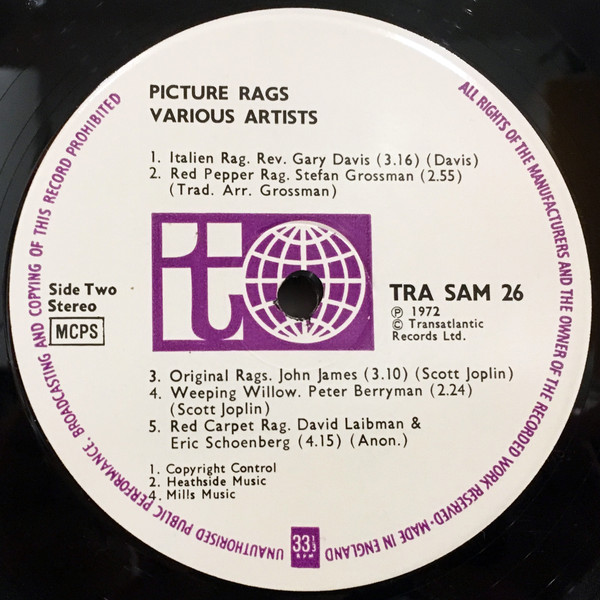 PICTURE RAGS
VARIOUS ARTISTS
1. Italien Rag. Rev. Gary Davis (3.16) (Davis)
2. Red Pepper Rag. Stefan Grossman (2.55)
(Trad. Arr. Grossman)
Side Two
Stereo
MCPS
t
TRA SAM 26
℗ 1972
© Transatlantic
Records Ltd.
3. Original Rags. John James (3.10) (Scott Joplin)
4. Weeping Willow. Peter Berryman (2.24)
(Scott Joplin)
5. Red Carpet Rag. David Laibman &
Eric Schoenberg (4.15) (Anon.)
1. Copyright Control
2. Heathside Music
4. Mills Music
33⅓
RPM
ALL RIGHTS OF THE MANUFACTURERS AND THE OWNER OF THE RECORDED WORK RESERVED·MADE IN ENGLAND
UNAUTHORISED PUBLIC PERFORMANCE, BROADCASTING AND COPYING OF THIS RECORD PROHIBITED